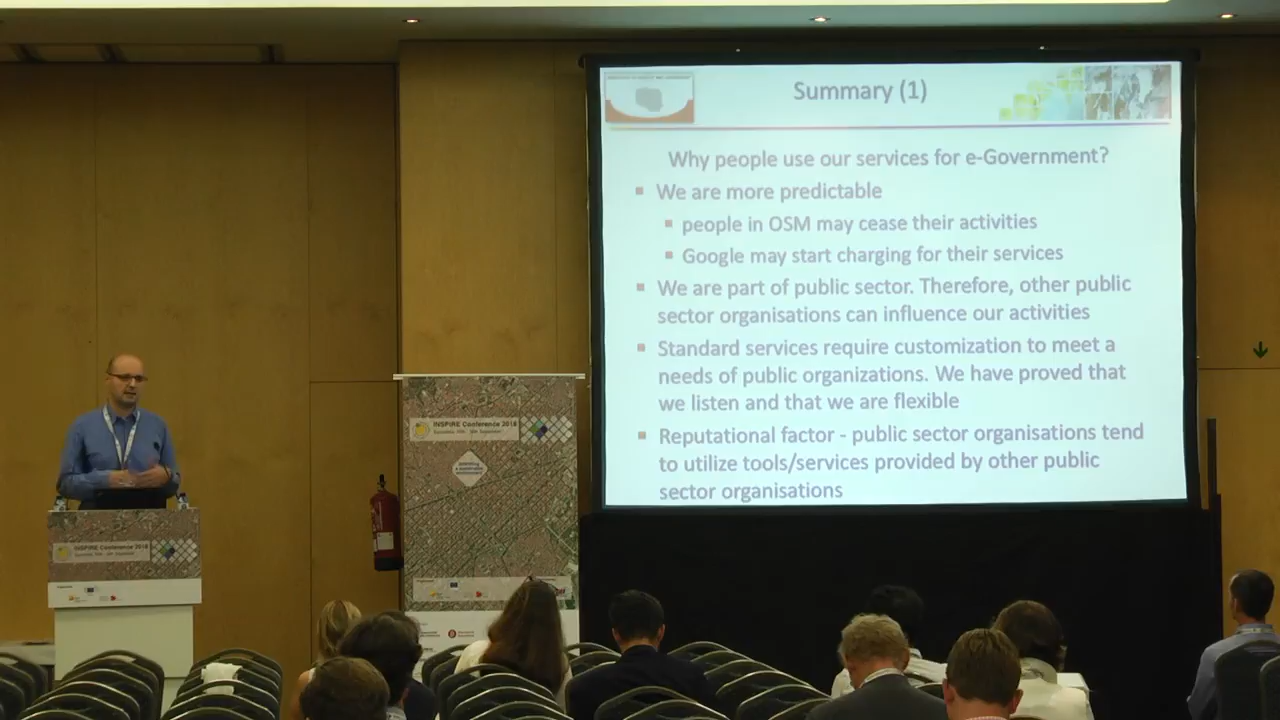 Summary (1)
Why people use our services for e-Government?
We are more predictable
people in OSM may cease their activities
Google may start charging for their services
We are part of public sector. Therefore, other public
sector organisations can influence our activities
Standard services require customization to meet a
needs of public organizations. We have proved that
we listen and that we are flexible
Reputational factor - public sector organisations tend
to utilize tools/services provided by other public
sector organisations
INSPIRE Conference 2018
INSPIRE Conference 2018